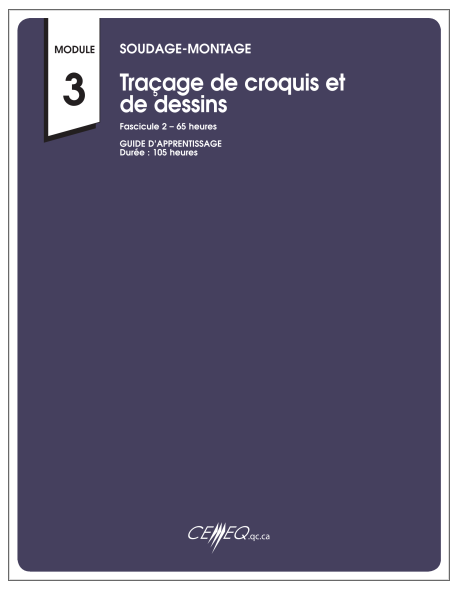 MODULE
3
SOUDAGE-MONTAGE
Traçage de croquis et
de dessins
Fascicule 2 – 65 heures
GUIDE D'APPRENTISSAGE
Durée : 105 heures
CEMEQ.qc.ca